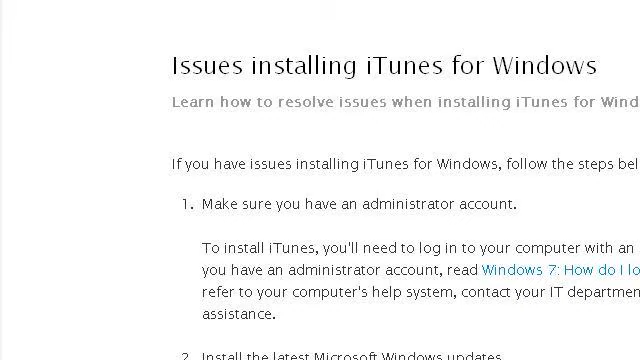 Issues installing iTunes for Windows
Learn how to resolve issues when installing iTunes for Wind
If you have issues installing iTunes for Windows, follow the steps bel
1. Make sure you have an administrator account.
To install iTunes, you'll need to log in to your computer with an
you have an administrator account, read Windows 7: How do I lo
refer to your computer's help system, contact your IT departmen
assistance.
2. Install the latest Microsoft Windows updates.